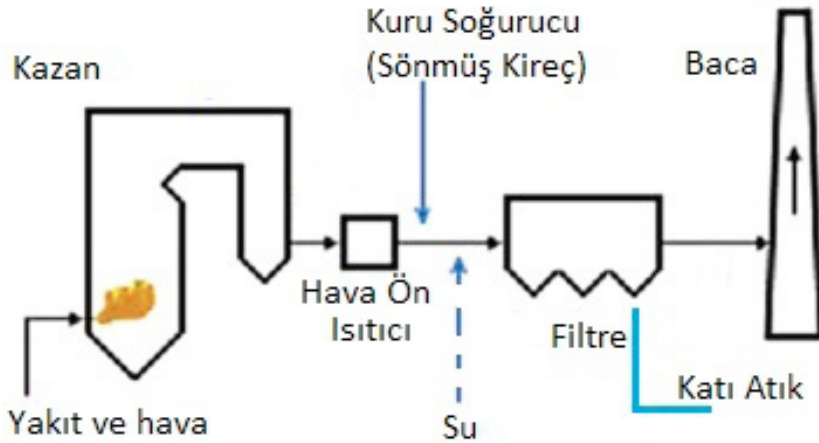 Kuru Soğurucu
(Sönmüş Kireç)
Kazan
Baca
Hava Ön
Isıtıcı
Filtre
Katı Atık
Yakıt ve hava
Su